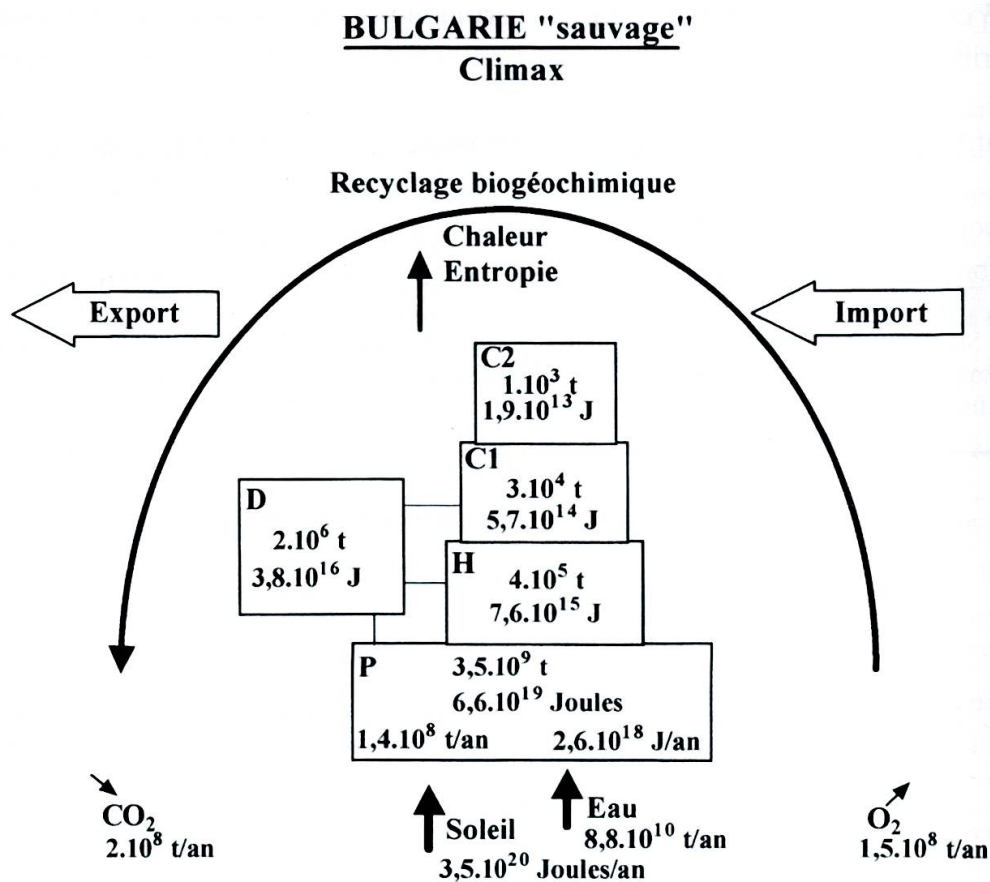 BULGARIE "sauvage"
Climax
Recyclage biogéochimique
Chaleur
Entropie
Export
Import
C2
1.10³ t
1,9.10¹³ J
C1
3.10⁴ t
5,7.10¹⁴ J
D
2.10⁶ t
3,8.10¹⁶ J
H
4.10⁵ t
7,6.10¹⁵ J
P
3,5.10⁹ t
6,6.10¹⁹ Joules
1,4.10⁸ t/an 2,6.10¹⁸ J/an
CO₂
2.10⁸ t/an
Soleil
3,5.10²⁰ Joules/an
Eau
8,8.10¹⁰ t/an
O₂
1,5.10⁸ t/an